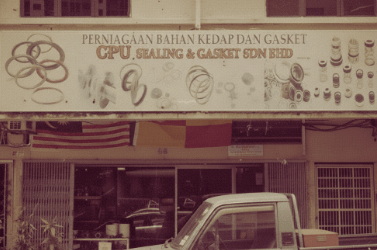 PERNIAGAAN BAHAN KEDAP DAN GASKET
CPU SEALING & GASKET SDN BHD